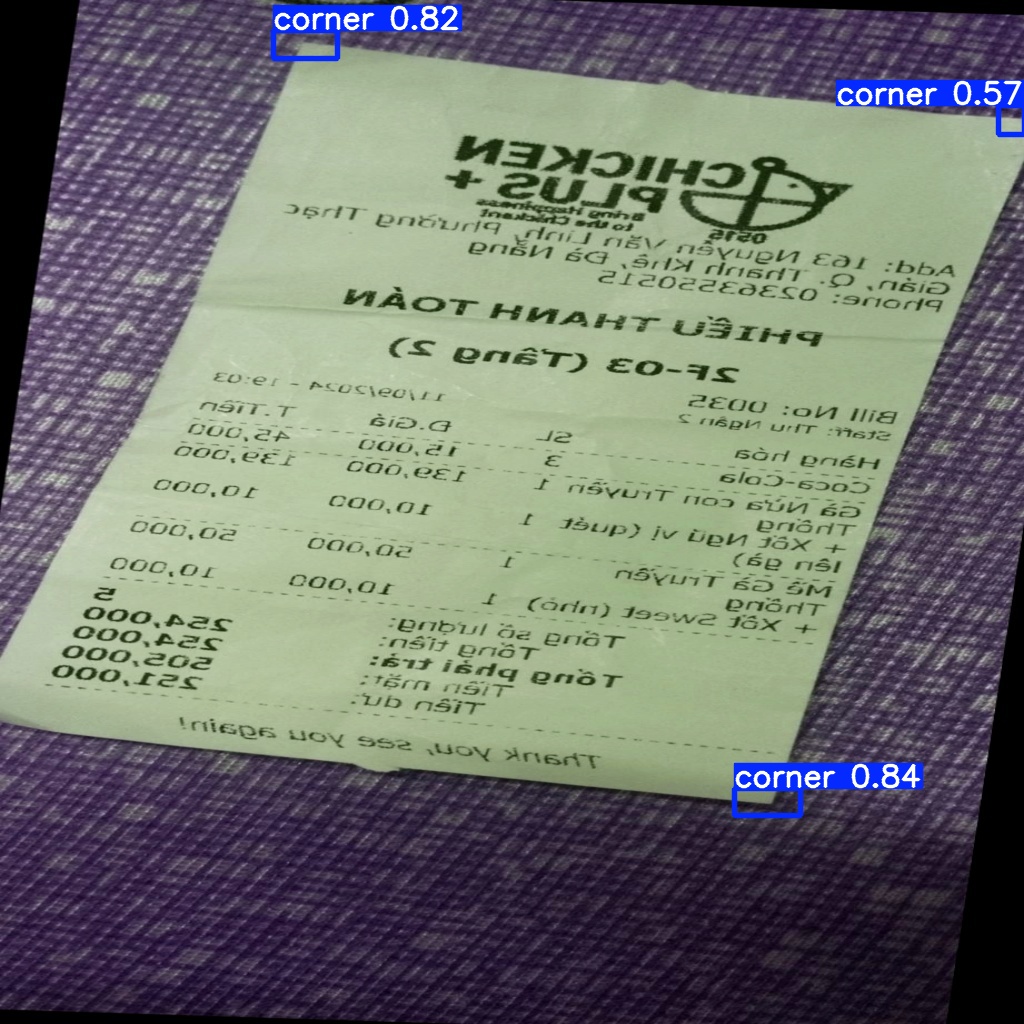 corner 0.82
corner 0.57
CHICKEN
PLUS +
Bring Happiness
to the Chickant
0515
Add: 163 Nguyễn Văn Linh, Phường Thạc
Gián, Q. Thanh Khê, Đà Nẵng
Phone: 02363550515
PHIẾU THANH TOÁN
2F-03 (Tầng 2)
Bill No: 0035 11/09/2024 - 19:03
Staff: Thu Ngân 2
Hàng hóa SL Đ.Giá T.Tiền
Coca-Cola 3 15,000 45,000
Gà Nửa con Truyền 1 139,000 139,000
Thống
+ Xốt Ngũ vị (quét 1 10,000 10,000
lên gà)
Mề Gà Truyền 1 50,000 50,000
Thống
+ Xốt Sweet (nhỏ) 1 10,000 10,000
Tổng số lượng: 5
Tổng tiền: 254,000
Tổng phải trả: 254,000
Tiền mặt: 505,000
Tiền dư: 251,000
Thank you, see you again!
corner 0.84